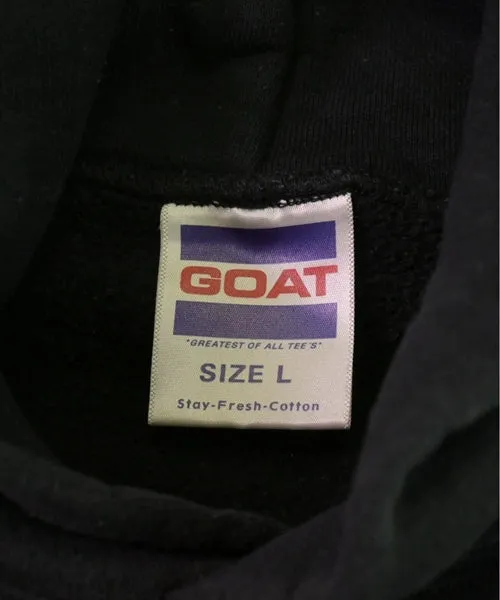 GOAT
"GREATEST OF ALL TEE'S"
SIZE L
Stay-Fresh-Cotton